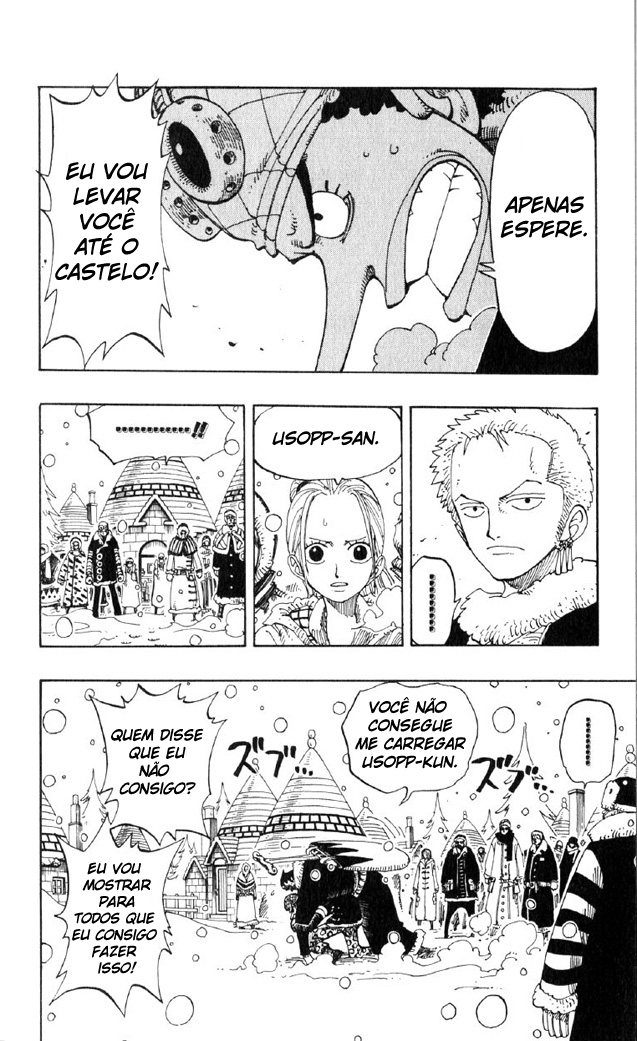 APENAS
ESPERE.
EU VOU
LEVAR
VOCÊ
ATÉ O
CASTELO!
USOPP-SAN.
!!
VOCÊ NÃO
CONSEGUE
ME CARREGAR
USOPP-KUN.
ズズ...
ズブ...
QUEM DISSE
QUE EU
NÃO
CONSIGO?
EU VOU
MOSTRAR
PARA
TODOS QUE
EU CONSIGO
FAZER
ISSO!